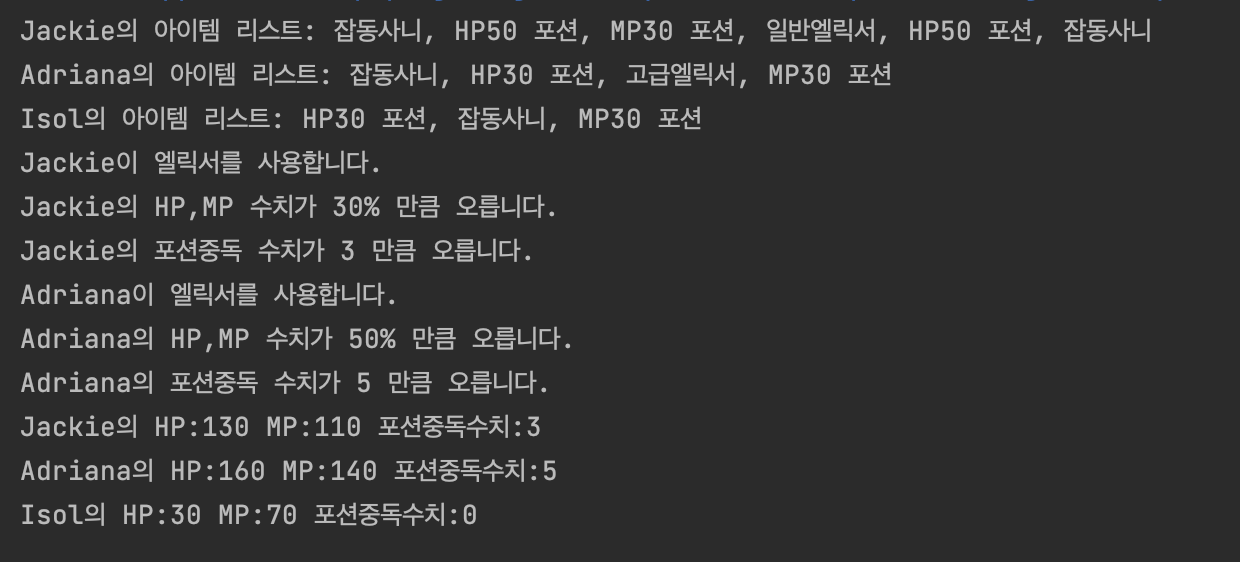 Jackie의 아이템 리스트: 잡동사니, HP50 포션, MP30 포션, 일반엘릭서, HP50 포션, 잡동사니
Adriana의 아이템 리스트: 잡동사니, HP30 포션, 고급엘릭서, MP30 포션
Isol의 아이템 리스트: HP30 포션, 잡동사니, MP30 포션
Jackie이 엘릭서를 사용합니다.
Jackie의 HP,MP 수치가 30% 만큼 오릅니다.
Jackie의 포션중독 수치가 3 만큼 오릅니다.
Adriana이 엘릭서를 사용합니다.
Adriana의 HP,MP 수치가 50% 만큼 오릅니다.
Adriana의 포션중독 수치가 5 만큼 오릅니다.
Jackie의 HP:130 MP:110 포션중독수치:3
Adriana의 HP:160 MP:140 포션중독수치:5
Isol의 HP:30 MP:70 포션중독수치:0